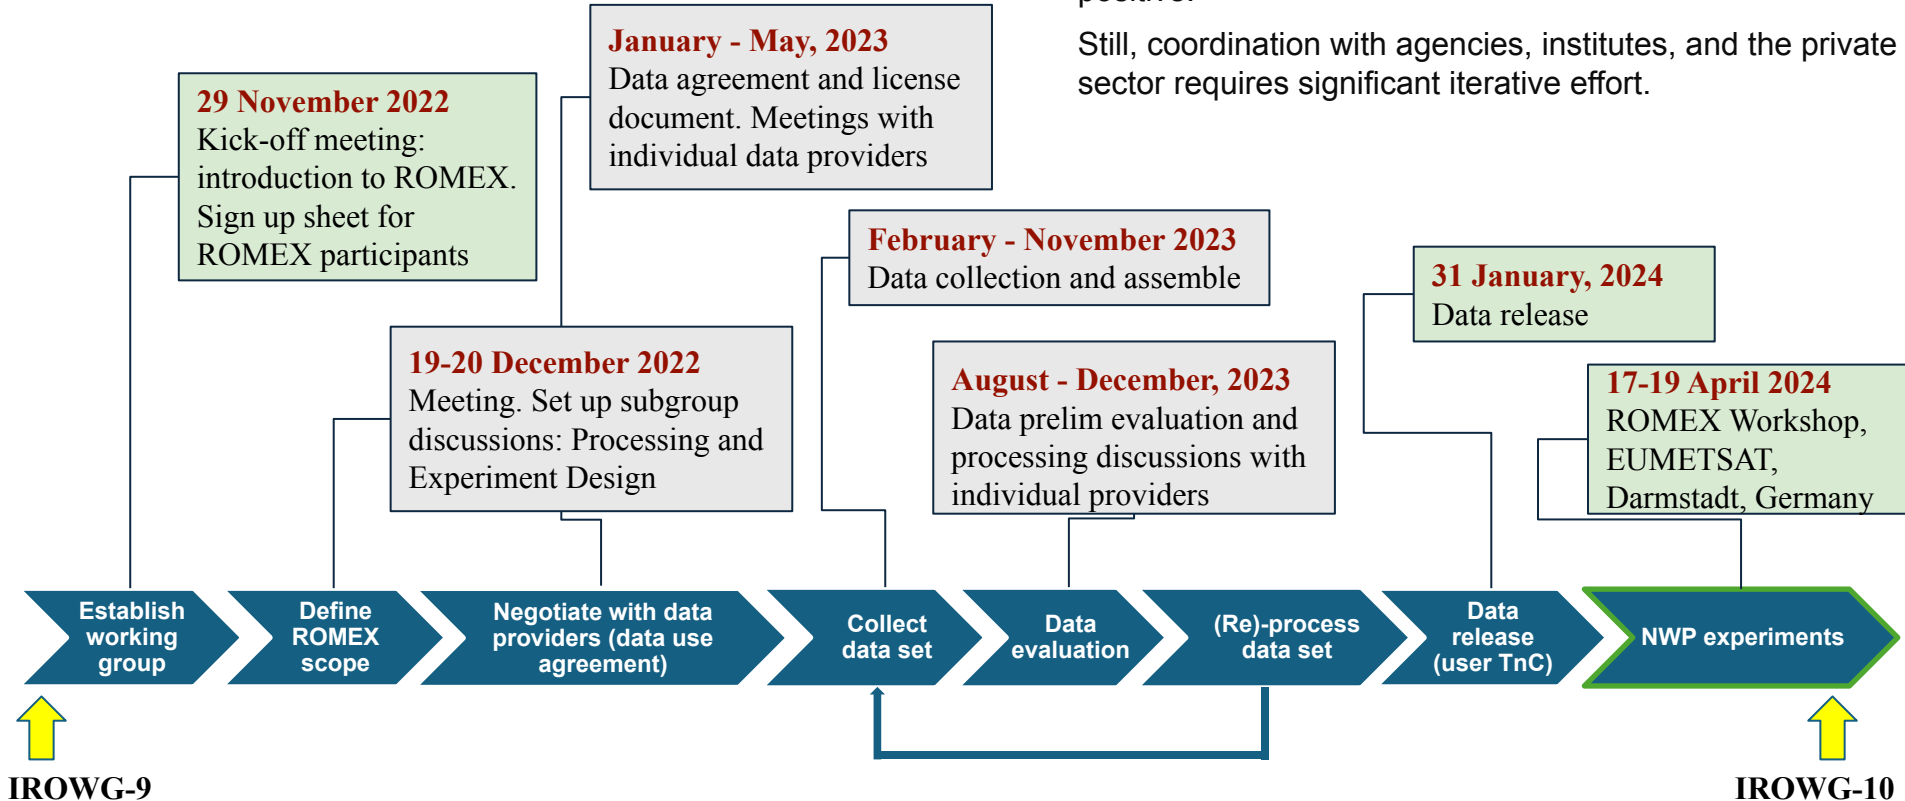 positive.
Still, coordination with agencies, institutes, and the private
sector requires significant iterative effort.
January - May, 2023
Data agreement and license
document. Meetings with
individual data providers
29 November 2022
Kick-off meeting:
introduction to ROMEX.
Sign up sheet for
ROMEX participants
February - November 2023
Data collection and assemble
31 January, 2024
Data release
19-20 December 2022
Meeting. Set up subgroup
discussions: Processing and
Experiment Design
August - December, 2023
Data prelim evaluation and
processing discussions with
individual providers
17-19 April 2024
ROMEX Workshop,
EUMETSAT,
Darmstadt, Germany
Establish
working
group
Define
ROMEX
scope
Negotiate with data
providers (data use
agreement)
Collect
data set
Data
evaluation
(Re)-process
data set
Data
release
(user TnC)
NWP experiments
IROWG-9
IROWG-10